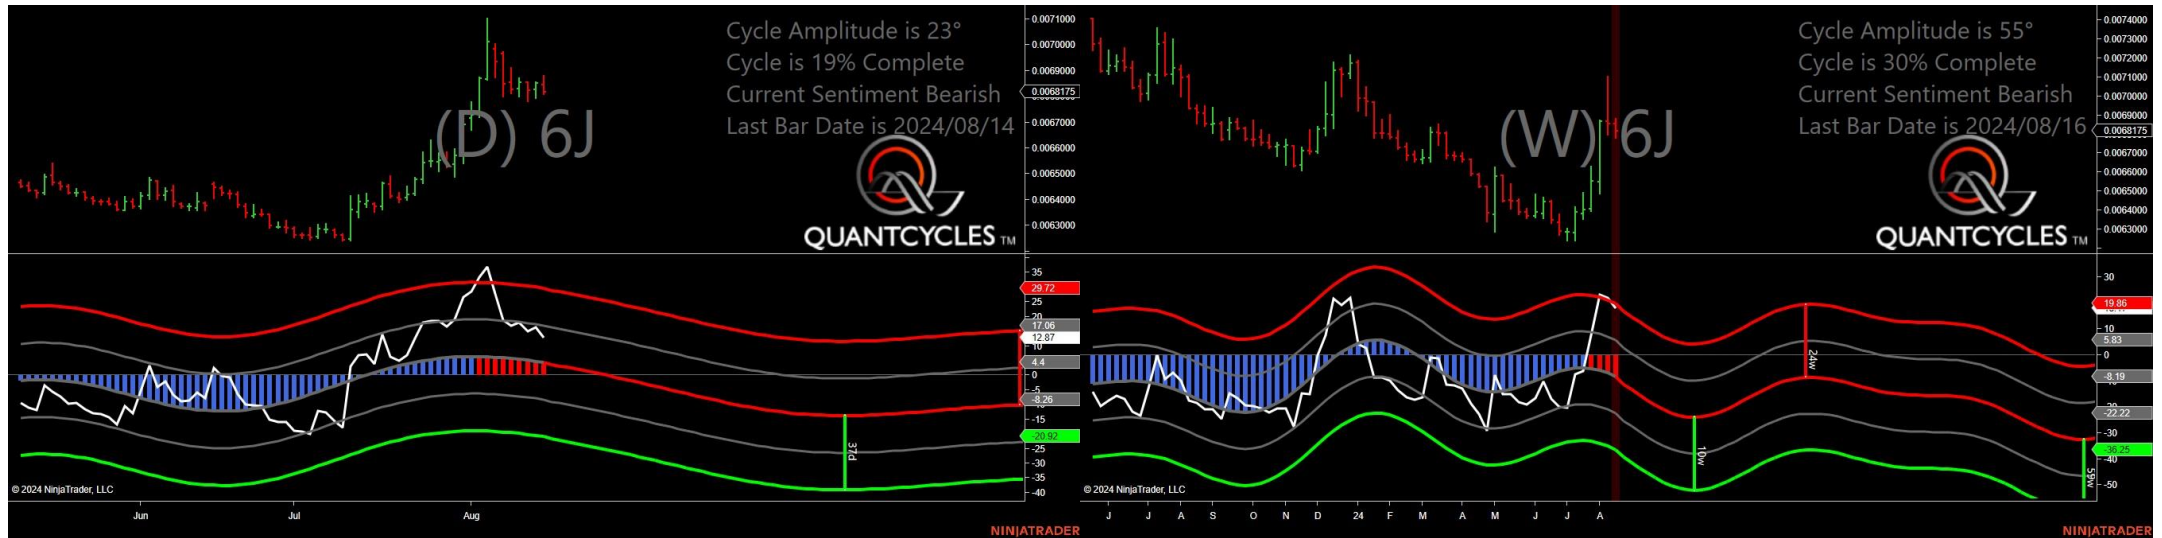 Cycle Amplitude is 23°
Cycle is 19% Complete
Current Sentiment Bearish
Last Bar Date is 2024/08/14
(D) 6J
QUANTCYCLES TM
0.0071000
0.0070000
0.0069000
0.0068175
0.0067000
0.0066000
0.0065000
0.0064000
0.0063000
35
29.72
25
20
17.06
12.87
10
4.4
0
-5
-8.26
-15
-20.92
-25
-30
-35
-40
37d
© 2024 NinjaTrader, LLC
Jun
Jul
Aug
NINJATRADER
Cycle Amplitude is 55°
Cycle is 30% Complete
Current Sentiment Bearish
Last Bar Date is 2024/08/16
(W) 6J
QUANTCYCLES TM
0.0074000
0.0073000
0.0072000
0.0071000
0.0070000
0.0069000
0.0068175
0.0067000
0.0066000
0.0065000
0.0064000
0.0063000
30
19.86
10
5.83
0
-8.19
-22.22
-30
-36.25
-40
-50
10w
24w
59w
© 2024 NinjaTrader, LLC
J
J
A
S
O
N
D
24
F
M
A
M
J
J
A
NINJATRADER